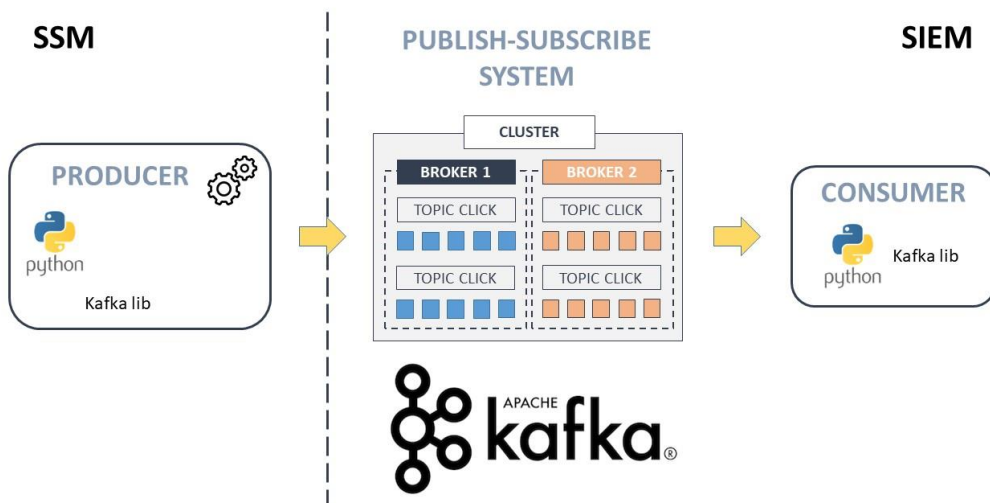 SSM
PUBLISH-SUBSCRIBE
SYSTEM
SIEM
PRODUCER
python
Kafka lib
CLUSTER
BROKER 1
BROKER 2
TOPIC CLICK
TOPIC CLICK
TOPIC CLICK
TOPIC CLICK
CONSUMER
python
Kafka lib
APACHE
kafka®